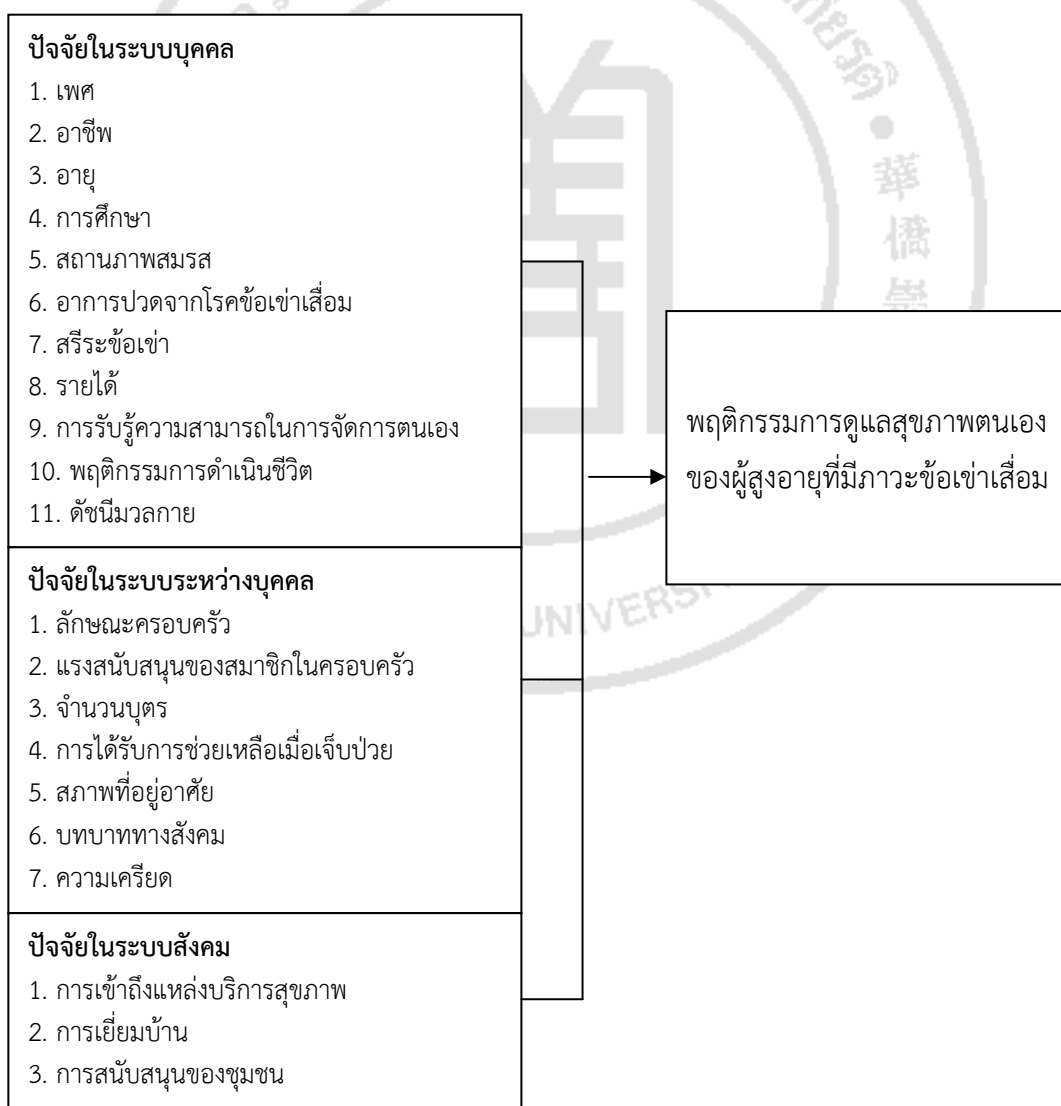 ปัจจัยในระบบบุคคล
1. เพศ
2. อาชีพ
3. อายุ
4. การศึกษา
5. สถานภาพสมรส
6. อาการปวดจากโรคข้อเข่าเสื่อม
7. สรีระข้อเข่า
8. รายได้
9. การรับรู้ความสามารถในการจัดการตนเอง
10. พฤติกรรมการดำเนินชีวิต
11. ดัชนีมวลกาย
ปัจจัยในระบบระหว่างบุคคล
1. ลักษณะครอบครัว
2. แรงสนับสนุนของสมาชิกในครอบครัว
3. จำนวนบุตร
4. การได้รับการช่วยเหลือเมื่อเจ็บป่วย
5. สภาพที่อยู่อาศัย
6. บทบาททางสังคม
7. ความเครียด
ปัจจัยในระบบสังคม
1. การเข้าถึงแหล่งบริการสุขภาพ
2. การเยี่ยมบ้าน
3. การสนับสนุนของชุมชน
พฤติกรรมการดูแลสุขภาพตนเอง
ของผู้สูงอายุที่มีภาวะข้อเข่าเสื่อม
華僑
UNIVERS